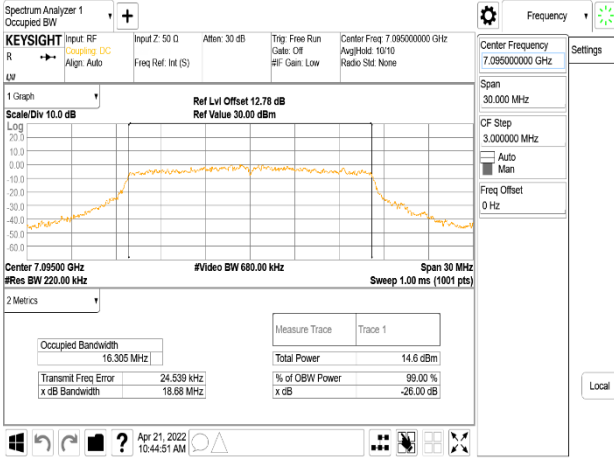 Spectrum Analyzer 1
Occupied BW
KEYSIGHT
R
Input: RF
Coupling: DC
Align: Auto
Input Z: 50 Ω
Freq Ref: Int (S)
Atten: 30 dB
Trig: Free Run
Gate: Off
#IF Gain: Low
Center Freq: 7.095000000 GHz
Avg|Hold: 10/10
Radio Std: None
1 Graph
Scale/Div 10.0 dB
Ref Lvl Offset 12.78 dB
Ref Value 30.00 dBm
Log
20.0
10.0
0.00
-10.0
-20.0
-30.0
-40.0
-50.0
-60.0
Center 7.09500 GHz
#Res BW 220.00 kHz
#Video BW 680.00 kHz
Span 30 MHz
Sweep 1.00 ms (1001 pts)
2 Metrics
Measure Trace Trace 1
Occupied Bandwidth
16.305 MHz
Total Power 14.6 dBm
Transmit Freq Error 24.539 kHz
% of OBW Power 99.00 %
x dB Bandwidth 18.68 MHz
x dB -26.00 dB
Apr 21, 2022
10:44:51 AM
Frequency
Center Frequency
7.095000000 GHz
Settings
Span
30.000 MHz
CF Step
3.000000 MHz
Auto
Man
Freq Offset
0 Hz
Local